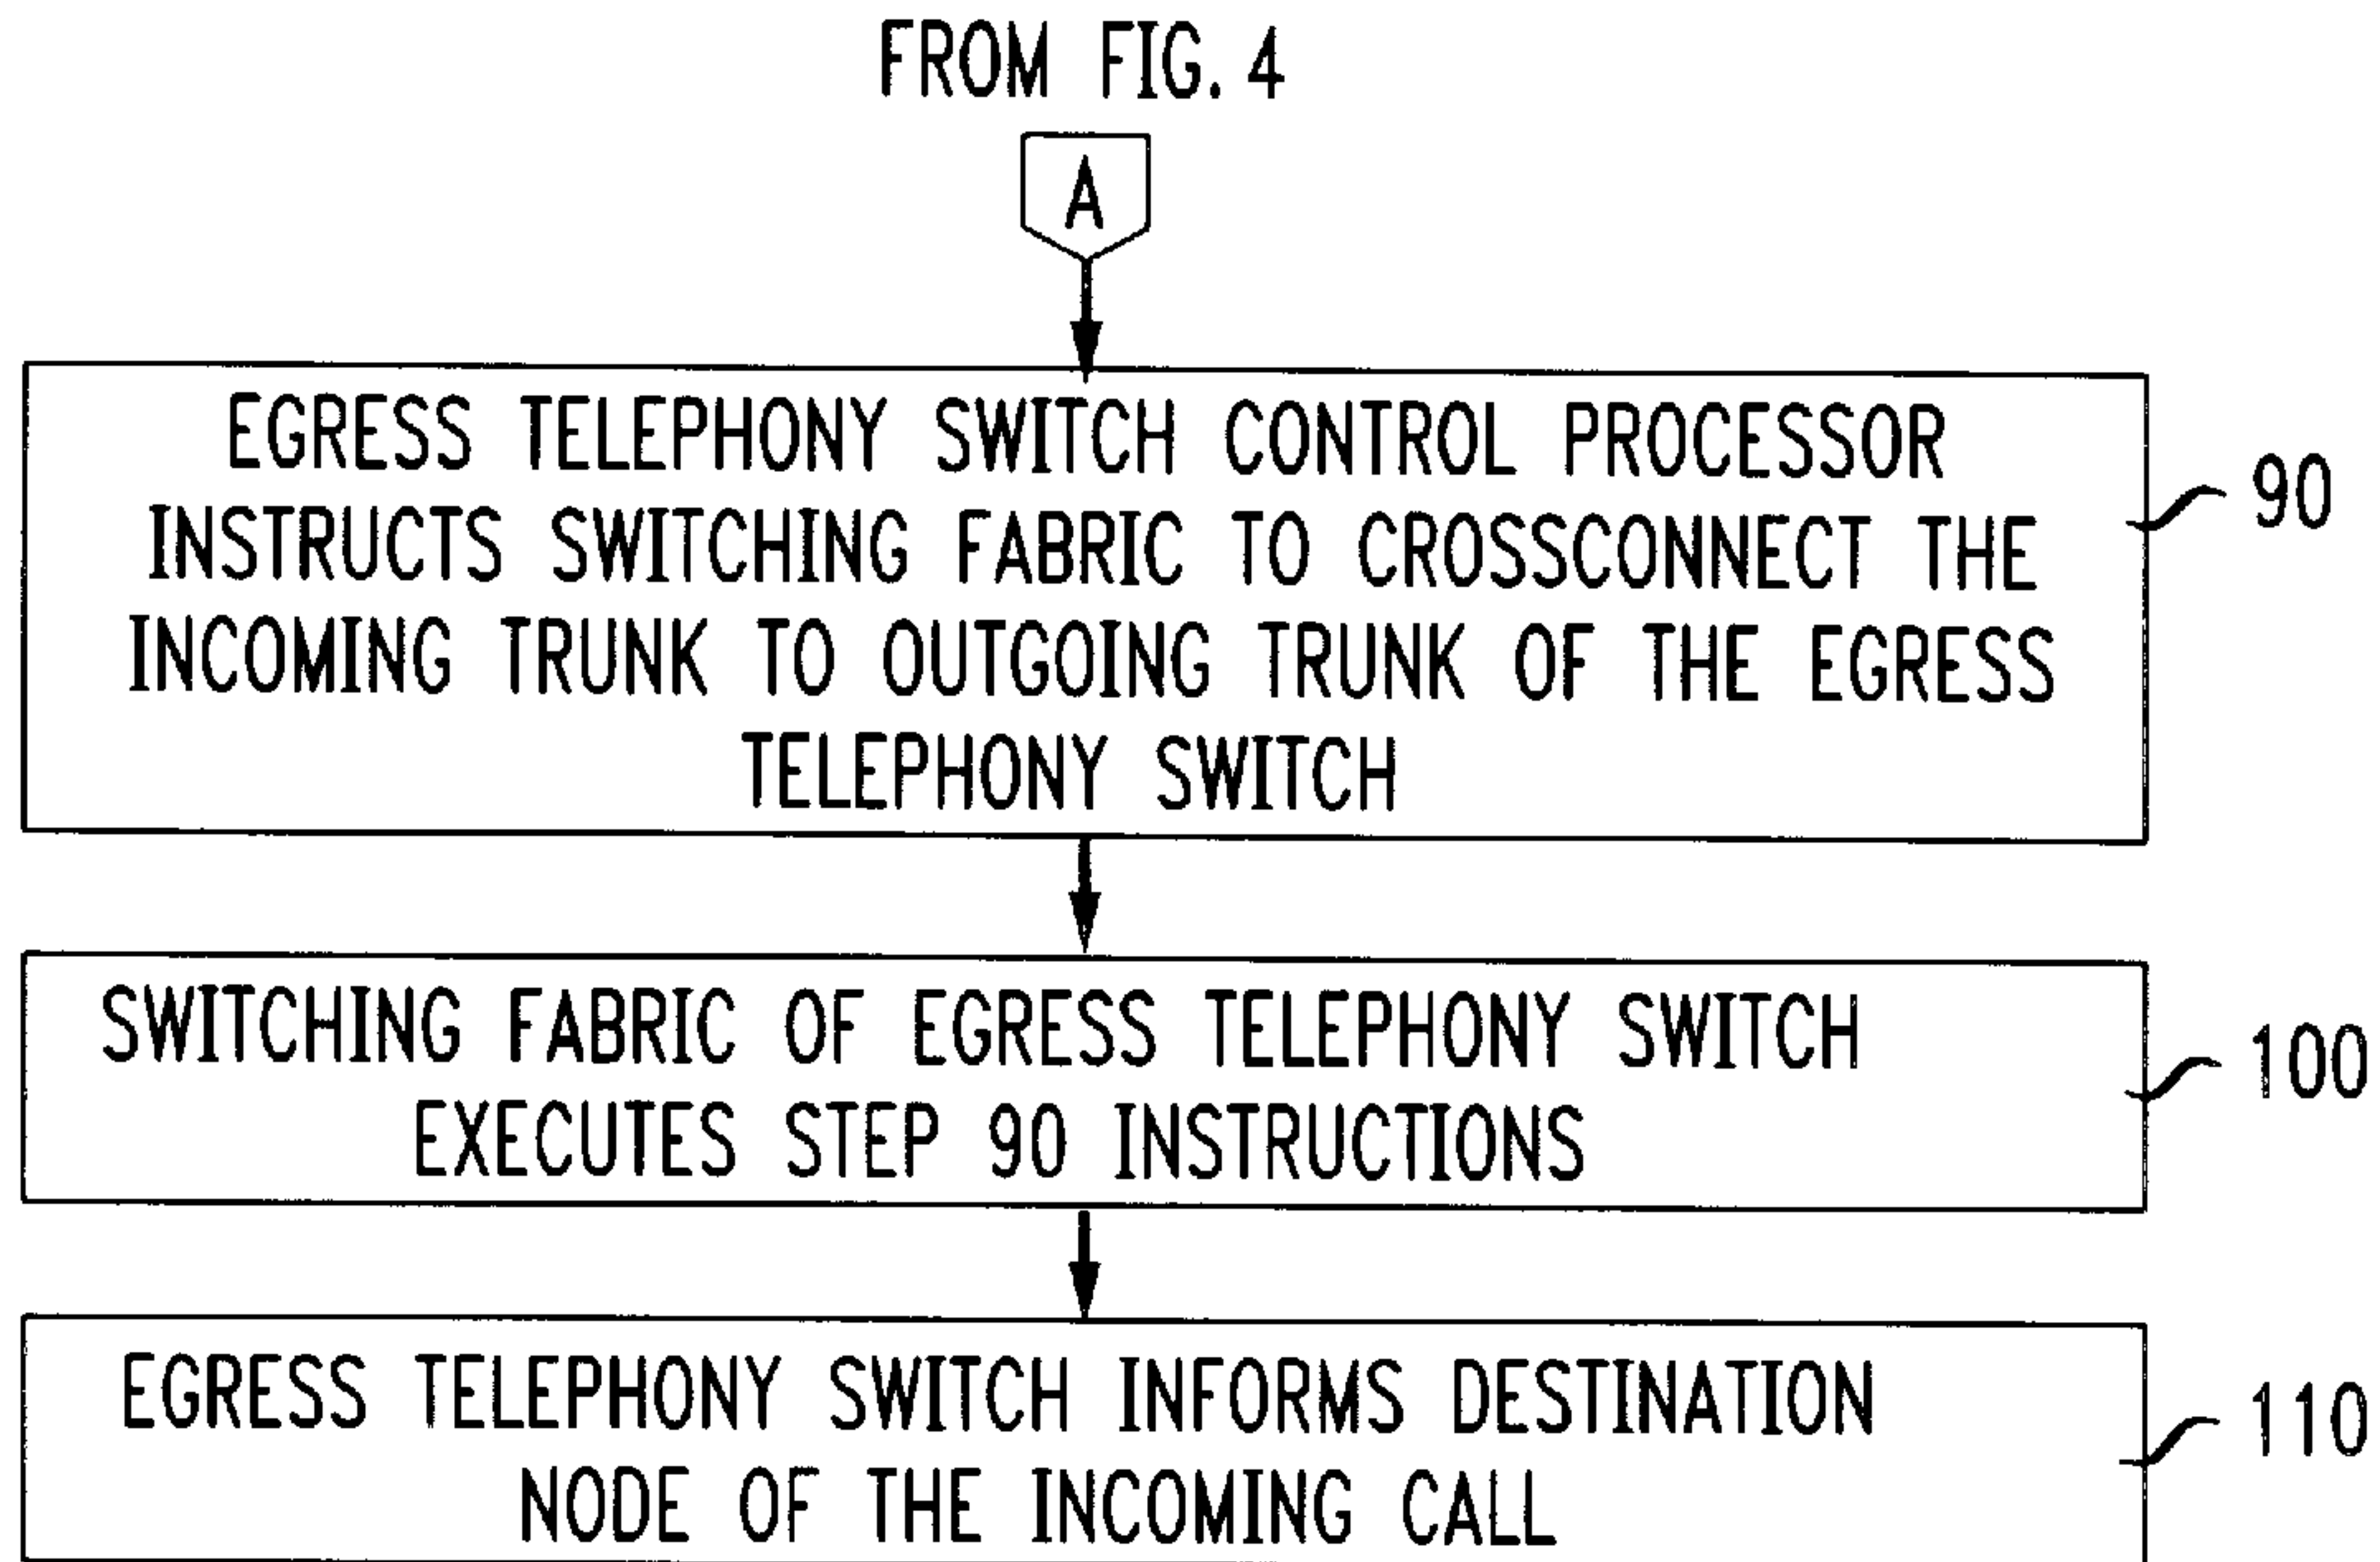 FROM FIG. 4
A
EGRESS TELEPHONY SWITCH CONTROL PROCESSOR
INSTRUCTS SWITCHING FABRIC TO CROSSCONNECT THE
INCOMING TRUNK TO OUTGOING TRUNK OF THE EGRESS
TELEPHONY SWITCH
90
SWITCHING FABRIC OF EGRESS TELEPHONY SWITCH
EXECUTES STEP 90 INSTRUCTIONS
100
EGRESS TELEPHONY SWITCH INFORMS DESTINATION
NODE OF THE INCOMING CALL
110